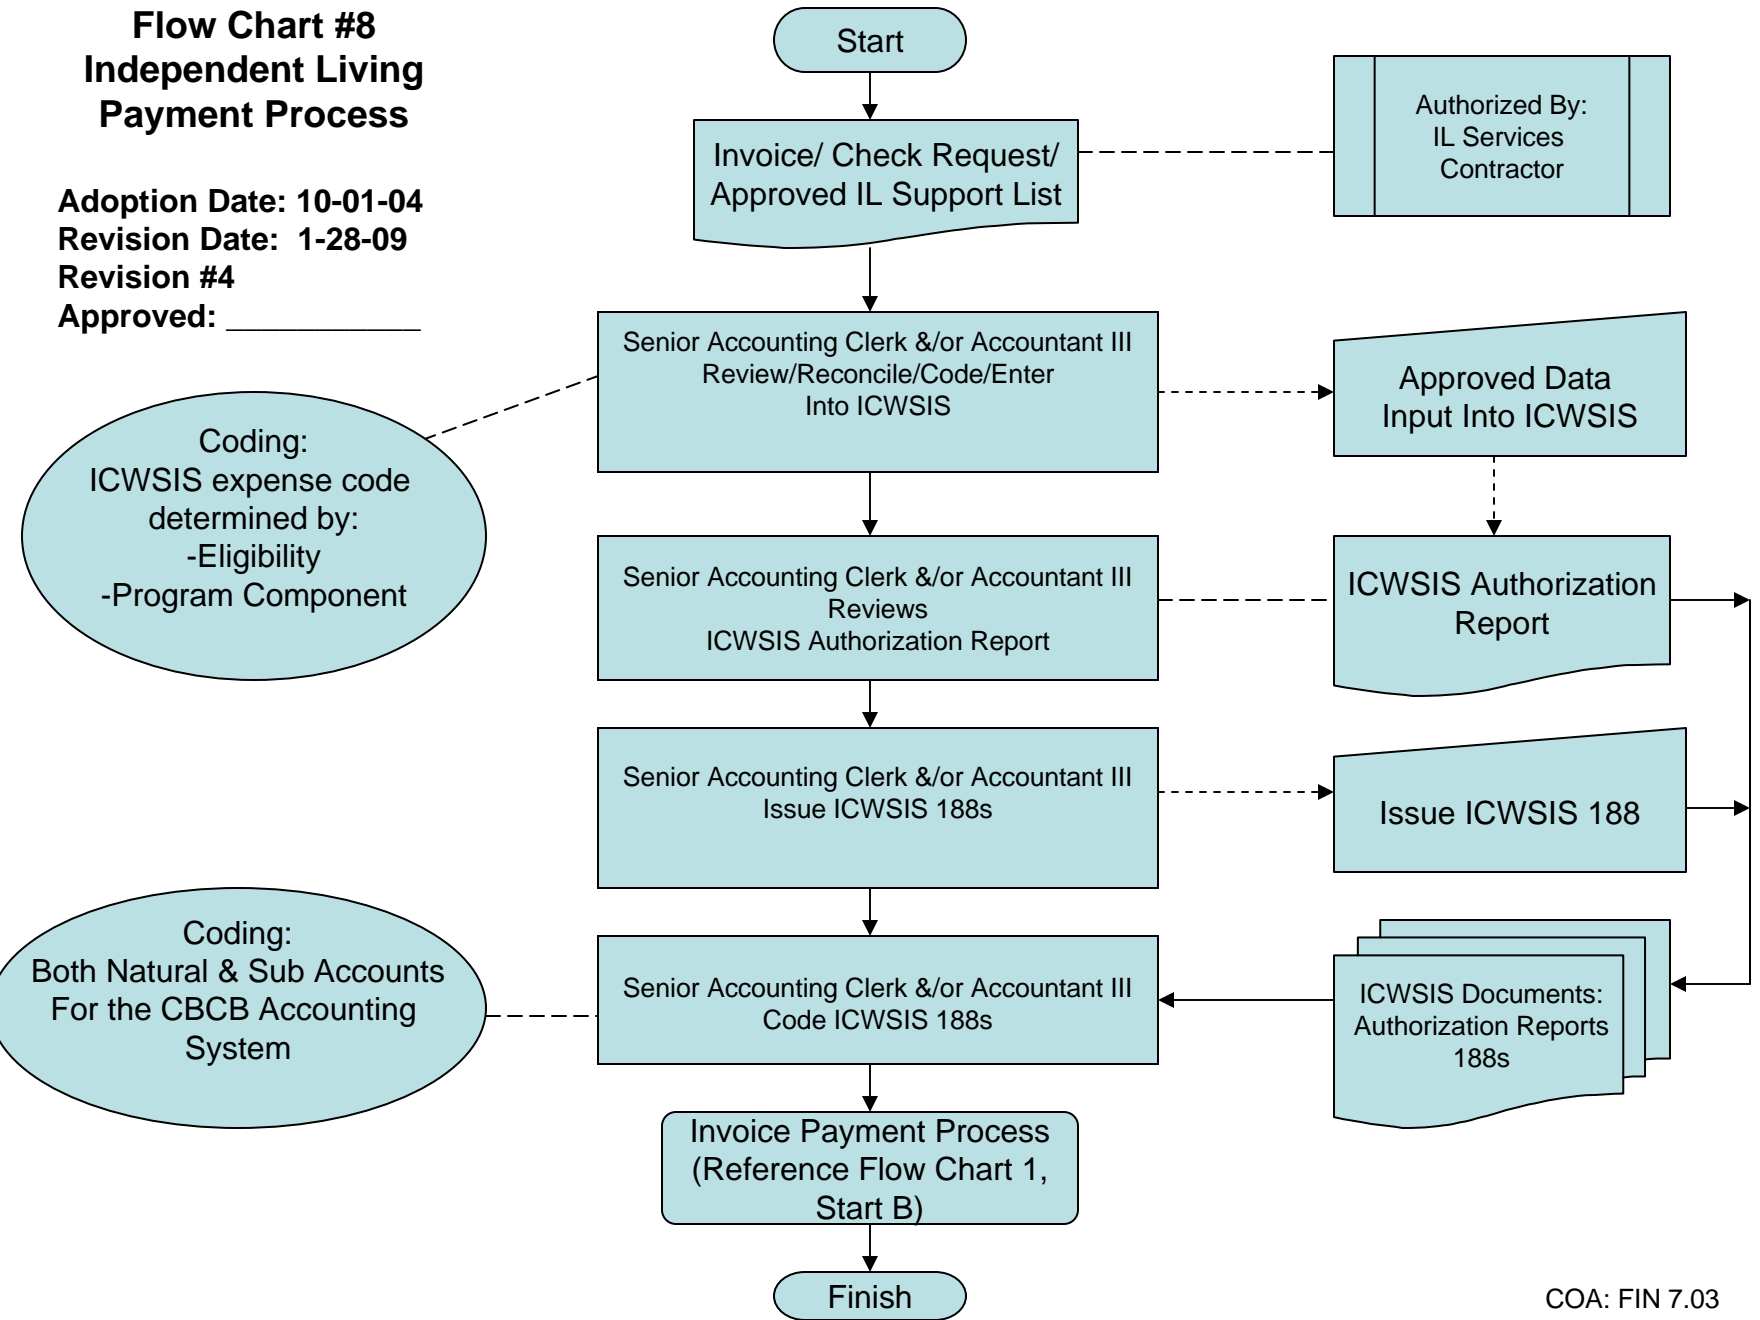 Flow Chart #8
Independent Living
Payment Process
Adoption Date: 10-01-04
Revision Date:  1-28-09
Revision #4
Approved: ___________
Start
Invoice/ Check Request/
Approved IL Support List
Authorized By:
IL Services
Contractor
Senior Accounting Clerk &/or Accountant III
Review/Reconcile/Code/Enter
Into ICWSIS
Approved Data
Input Into ICWSIS
Coding:
ICWSIS expense code
determined by:
-Eligibility
-Program Component
Senior Accounting Clerk &/or Accountant III
Reviews
ICWSIS Authorization Report
ICWSIS Authorization
Report
Senior Accounting Clerk &/or Accountant III
Issue ICWSIS 188s
Issue ICWSIS 188
Coding:
Both Natural & Sub Accounts
For the CBCB Accounting
System
Senior Accounting Clerk &/or Accountant III
Code ICWSIS 188s
ICWSIS Documents:
Authorization Reports
188s
Invoice Payment Process
(Reference Flow Chart 1,
Start B)
Finish
COA: FIN 7.03